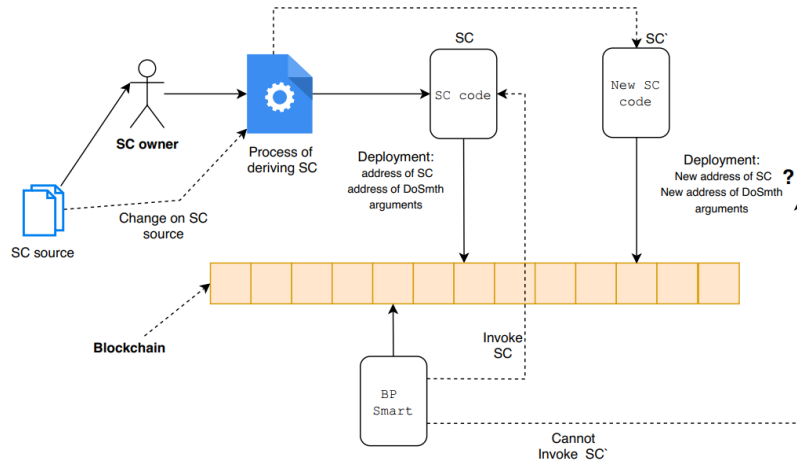 SC
SC`
SC code
New SC
code
SC owner
Process of
deriving SC
Deployment:
address of SC
address of DoSmth
arguments
Deployment:
New address of SC
New address of DoSmth
arguments
?
Change on SC
source
SC source
Blockchain
Invoke
SC
BP
Smart
Cannot
Invoke SC`